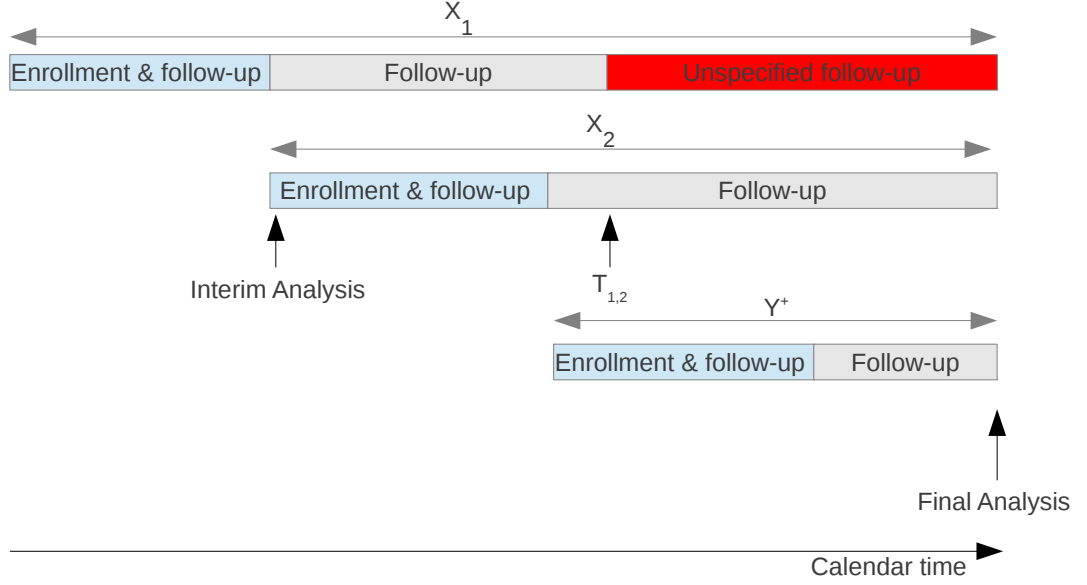 X1
Enrollment & follow-up Follow-up Unspecified follow-up
X2
Enrollment & follow-up Follow-up
Interim Analysis
T1,2
Y+
Enrollment & follow-up Follow-up
Final Analysis
Calendar time